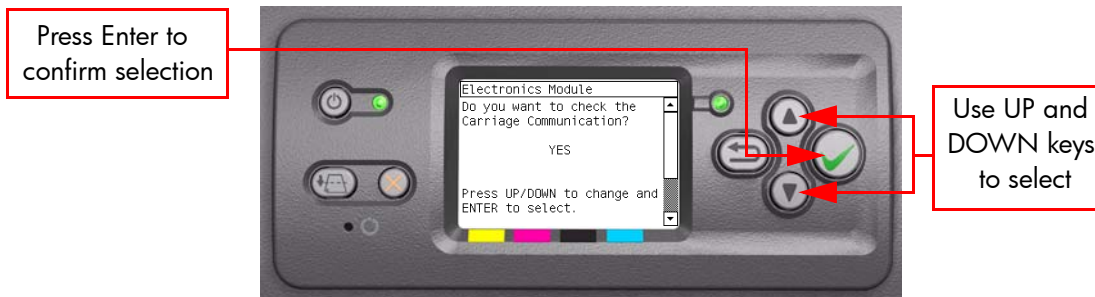 Press Enter to
confirm selection
Electronics Module
Do you want to check the
Carriage Communication?
YES
Press UP/DOWN to change and
ENTER to select.
Use UP and
DOWN keys
to select